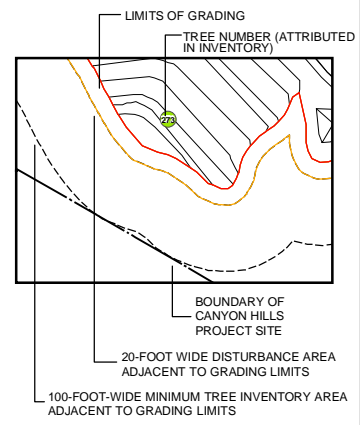 LIMITS OF GRADING
TREE NUMBER (ATTRIBUTED
IN INVENTORY)
273
BOUNDARY OF
CANYON HILLS
PROJECT SITE
20-FOOT WIDE DISTURBANCE AREA
ADJACENT TO GRADING LIMITS
100-FOOT-WIDE MINIMUM TREE INVENTORY AREA
ADJACENT TO GRADING LIMITS